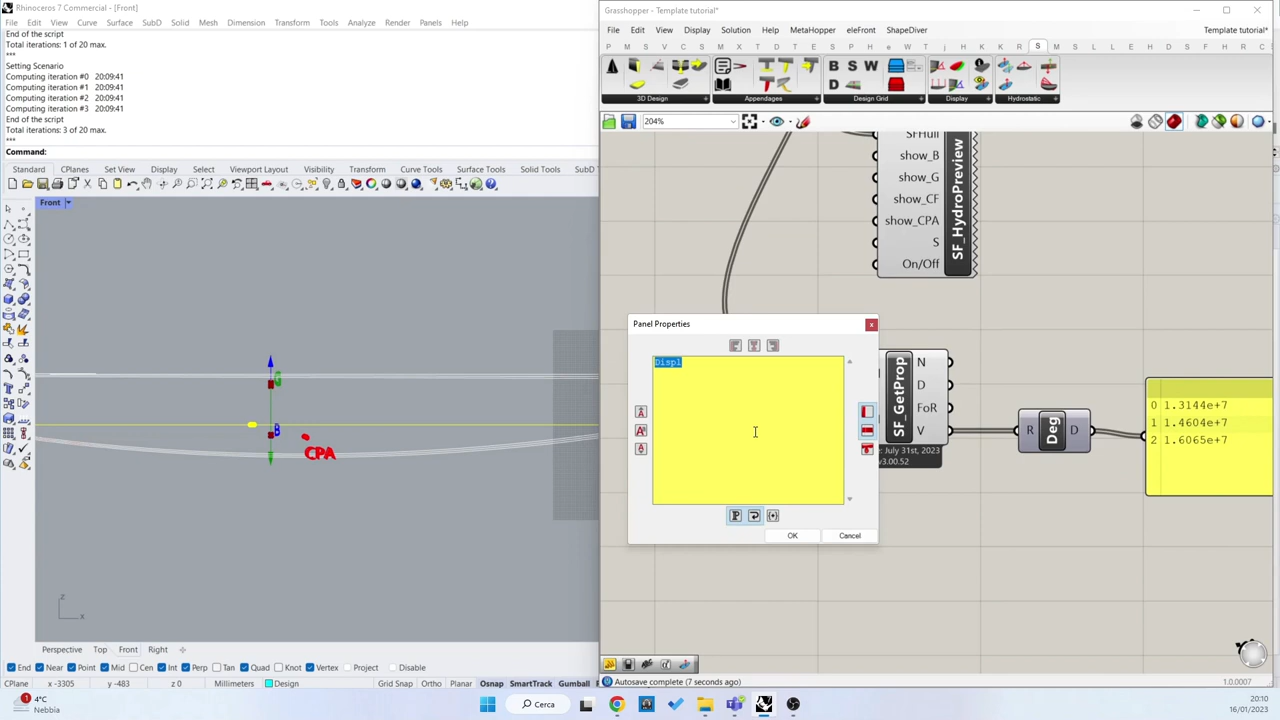 Rhinoceros 7 Commercial - [Front]
File Edit View Curve Surface SubD Solid Mesh Dimension Transform Tools Analyze Render Panels Help
End of the script
Total iterations: 1 of 20 max.
***
Setting Scenario
Computing iteration #0 20:09:41
Computing iteration #1 20:09:41
Computing iteration #2 20:09:41
Computing iteration #3 20:09:41
End of the script
Total iterations: 3 of 20 max.
***
Command:
Standard CPlanes Set View Display Select Viewport Layout Visibility Transform Curve Tools Surface Tools Solid Tools SubD T
Front
G
B
CPA
z
x
Perspective Top Front Right
End Near Point Mid Cen Int Perp Tan Quad Knot Vertex Project Disable
CPlane x -3305 y -483 z 0 Design Grid Snap Ortho Planar Osnap SmartTrack Gumball
Grasshopper - Template tutorial*
File Edit View Display Solution Help MetaHopper eleFront ShapeDiver Template tutorial*
3D Design Appendages Design Grid Display Hydrostatic
B S W
D
204%
SFHull
show_B
show_G
show_CF
show_CPA
S
On/Off
SF_HydroPreview
Panel Properties
Displ
OK Cancel
SF_GetProp
N
D
FoR
V
e: July 31st, 2023
v3.00.52
R Deg D
0 1.3144e+7
1 1.4604e+7
2 1.6065e+7
Autosave complete (7 seconds ago)
1.0.0007
4°C
Nebbia
1
Cerca
20:10
16/01/2023